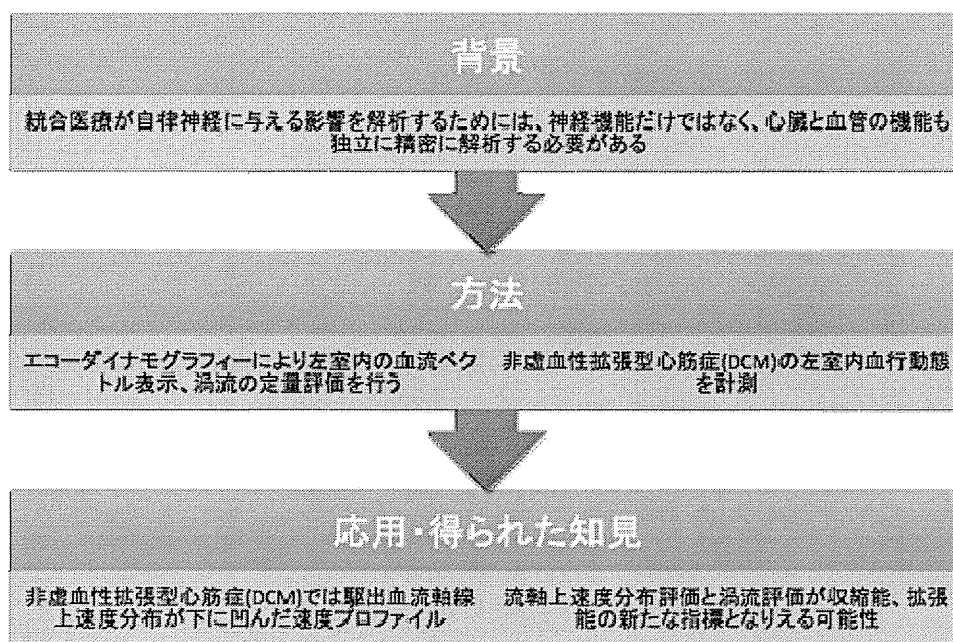 背景
統合医療が自律神経に与える影響を解析するためには、神経機能だけではなく、心臓と血管の機能も
独立に精密に解析する必要がある
方法
エコーダイナモグラフィーにより左室内の血流ベク
トル表示、渦流の定量評価を行う
非虚血性拡張型心筋症(DCM)の左室内血行動態
を計測
応用・得られた知見
非虚血性拡張型心筋症(DCM)では駆出血流軸線
上速度分布が下に凹んだ速度プロファイル
流軸上速度分布評価と渦流評価が収縮能、拡張
能の新たな指標となりえる可能性